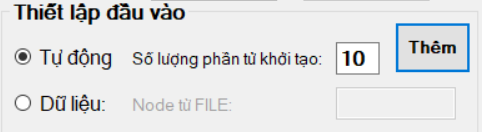 Thiết lập đầu vào
Tự động Số lượng phần tử khởi tạo: 10 Thêm
Dữ liệu: Node từ FILE: